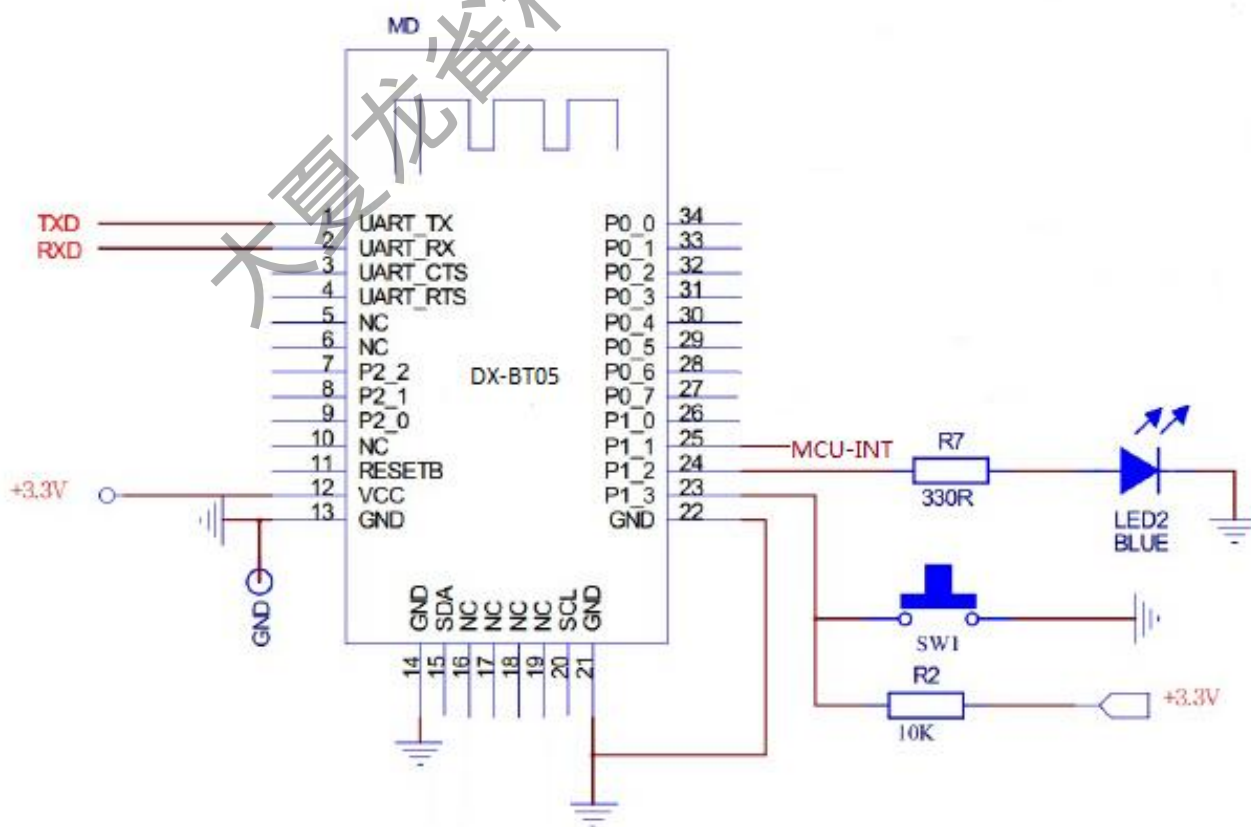 MD
大夏龙雀
TXD
RXD
1 UART_TX
2 UART_RX
3 UART_CTS
4 UART_RTS
5 NC
6 NC
7 P2_2
8 P2_1
9 P2_0
10 NC
11 RESETB
12 VCC
13 GND
+3.3V
GND
DX-BT05
P0_0 34
P0_1 33
P0_2 32
P0_3 31
P0_4 30
P0_5 29
P0_6 28
P0_7 27
P1_0 26
P1_1 25
P1_2 24
P1_3 23
GND 22
MCU-INT
R7
330R
LED2
BLUE
SW1
R2
10K
+3.3V
GND
SDA
NC
NC
NC
NC
SCL
GND
14
15
16
17
18
19
20
21